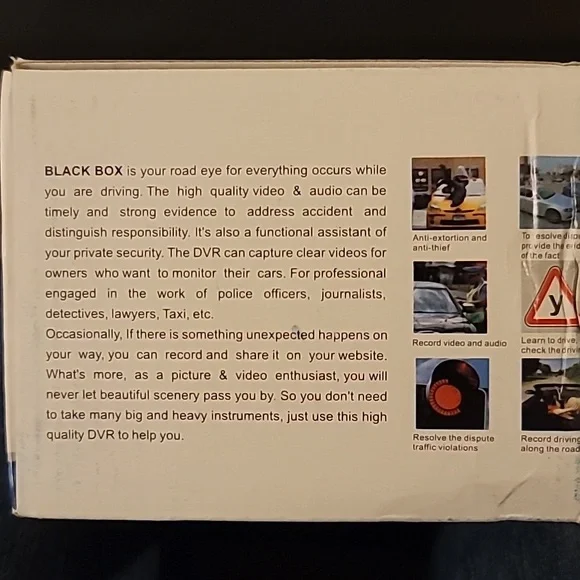 BLACK BOX is your road eye for everything occurs while
you are driving. The high quality video & audio can be
timely and strong evidence to address accident and
distinguish responsibility. It's also a functional assistant of
your private security. The DVR can capture clear videos for
owners who want to monitor their cars. For professional
engaged in the work of police officers, journalists,
detectives, lawyers, Taxi, etc.
Occasionally, If there is something unexpected happens on
your way, you can record and share it on your website.
What's more, as a picture & video enthusiast, you will
never let beautiful scenery pass you by. So you don't need
to take many big and heavy instruments, just use this high
quality DVR to help you.
Anti-extortion and
anti-thief
To
the
of the fact
Record video and audio
y
Learn to drive,
check the
Resolve the dispute
traffic violations
Record driving
along the road